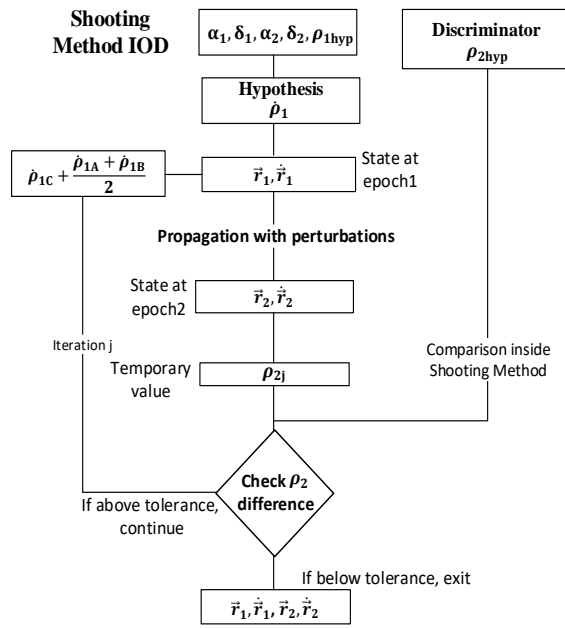 Shooting
Method IOD
α₁, δ₁, α₂, δ₂, ρ₁hyp
Discriminator
ρ₂hyp
Hypothesis
ρ̇₁
ρ̇₁C + (ρ̇₁A + ρ̇₁B)/2
r⃗₁, r⃗̇₁
State at
epoch1
Propagation with perturbations
State at
epoch2
r⃗₂, r⃗̇₂
Iteration j
Temporary
value
ρ₂j
Comparison inside
Shooting Method
Check ρ₂
difference
If above tolerance,
continue
If below tolerance, exit
r⃗₁, r⃗̇₁, r⃗₂, r⃗̇₂